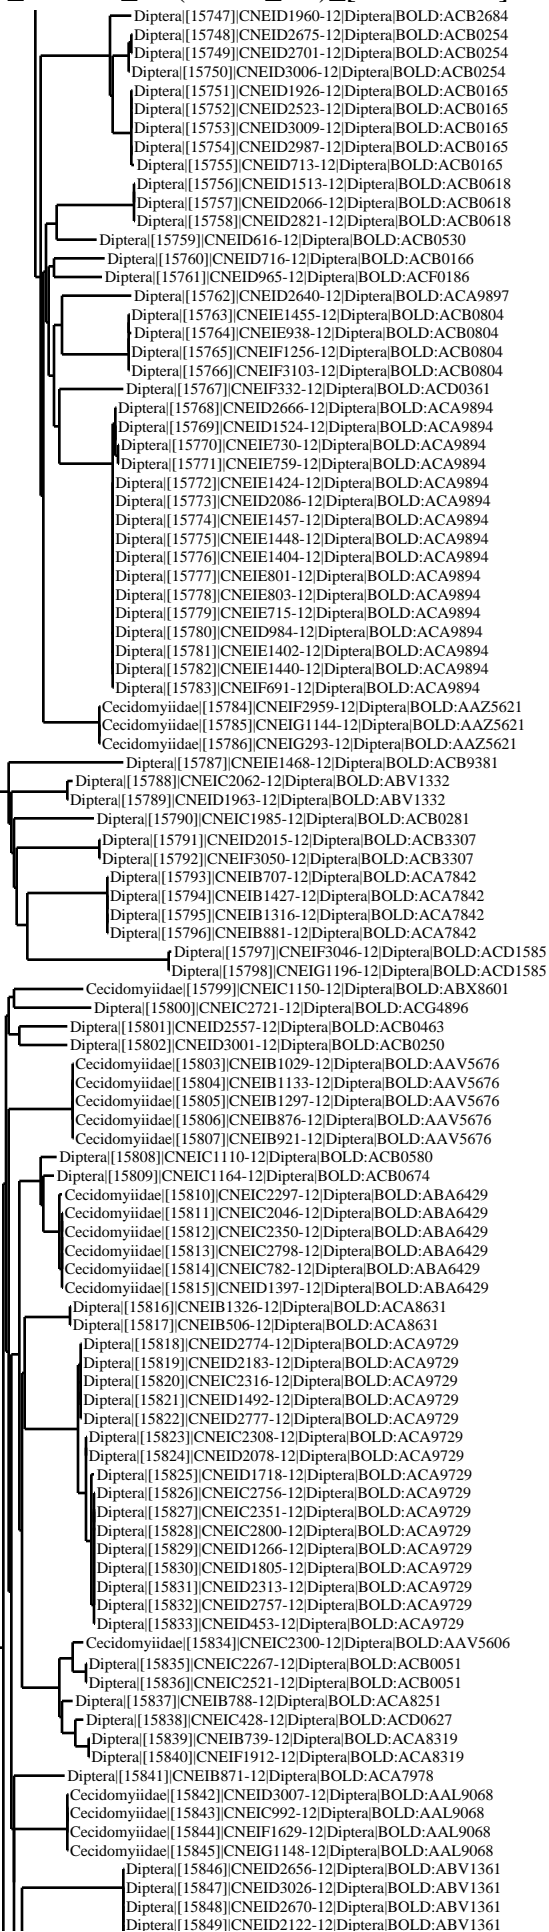 Diptera|[15747]|CNEID1960-12|Diptera|BOLD:ACB2684
Diptera|[15748]|CNEID2675-12|Diptera|BOLD:ACB0254
Diptera|[15749]|CNEID2701-12|Diptera|BOLD:ACB0254
Diptera|[15750]|CNEID3006-12|Diptera|BOLD:ACB0254
Diptera|[15751]|CNEID1926-12|Diptera|BOLD:ACB0165
Diptera|[15752]|CNEID2523-12|Diptera|BOLD:ACB0165
Diptera|[15753]|CNEID3009-12|Diptera|BOLD:ACB0165
Diptera|[15754]|CNEID2987-12|Diptera|BOLD:ACB0165
Diptera|[15755]|CNEID713-12|Diptera|BOLD:ACB0165
Diptera|[15756]|CNEID1513-12|Diptera|BOLD:ACB0618
Diptera|[15757]|CNEID2066-12|Diptera|BOLD:ACB0618
Diptera|[15758]|CNEID2821-12|Diptera|BOLD:ACB0618
Diptera|[15759]|CNEID616-12|Diptera|BOLD:ACB0530
Diptera|[15760]|CNEID716-12|Diptera|BOLD:ACB0166
Diptera|[15761]|CNEID965-12|Diptera|BOLD:ACF0186
Diptera|[15762]|CNEID2640-12|Diptera|BOLD:ACA9897
Diptera|[15763]|CNEIE1455-12|Diptera|BOLD:ACB0804
Diptera|[15764]|CNEIE938-12|Diptera|BOLD:ACB0804
Diptera|[15765]|CNEIF1256-12|Diptera|BOLD:ACB0804
Diptera|[15766]|CNEIF3103-12|Diptera|BOLD:ACB0804
Diptera|[15767]|CNEIF332-12|Diptera|BOLD:ACD0361
Diptera|[15768]|CNEID2666-12|Diptera|BOLD:ACA9894
Diptera|[15769]|CNEID1524-12|Diptera|BOLD:ACA9894
Diptera|[15770]|CNEIE730-12|Diptera|BOLD:ACA9894
Diptera|[15771]|CNEIE759-12|Diptera|BOLD:ACA9894
Diptera|[15772]|CNEIE1424-12|Diptera|BOLD:ACA9894
Diptera|[15773]|CNEID2086-12|Diptera|BOLD:ACA9894
Diptera|[15774]|CNEIE1457-12|Diptera|BOLD:ACA9894
Diptera|[15775]|CNEIE1448-12|Diptera|BOLD:ACA9894
Diptera|[15776]|CNEIE1404-12|Diptera|BOLD:ACA9894
Diptera|[15777]|CNEIE801-12|Diptera|BOLD:ACA9894
Diptera|[15778]|CNEIE803-12|Diptera|BOLD:ACA9894
Diptera|[15779]|CNEIE715-12|Diptera|BOLD:ACA9894
Diptera|[15780]|CNEID984-12|Diptera|BOLD:ACA9894
Diptera|[15781]|CNEIE1402-12|Diptera|BOLD:ACA9894
Diptera|[15782]|CNEIE1440-12|Diptera|BOLD:ACA9894
Diptera|[15783]|CNEIF691-12|Diptera|BOLD:ACA9894
Cecidomyiidae|[15784]|CNEIF2959-12|Diptera|BOLD:AAZ5621
Cecidomyiidae|[15785]|CNEIG1144-12|Diptera|BOLD:AAZ5621
Cecidomyiidae|[15786]|CNEIG293-12|Diptera|BOLD:AAZ5621
Diptera|[15787]|CNEIE1468-12|Diptera|BOLD:ACB9381
Diptera|[15788]|CNEIC2062-12|Diptera|BOLD:ABV1332
Diptera|[15789]|CNEID1963-12|Diptera|BOLD:ABV1332
Diptera|[15790]|CNEIC1985-12|Diptera|BOLD:ACB0281
Diptera|[15791]|CNEID2015-12|Diptera|BOLD:ACB3307
Diptera|[15792]|CNEIF3050-12|Diptera|BOLD:ACB3307
Diptera|[15793]|CNEIB707-12|Diptera|BOLD:ACA7842
Diptera|[15794]|CNEIB1427-12|Diptera|BOLD:ACA7842
Diptera|[15795]|CNEIB1316-12|Diptera|BOLD:ACA7842
Diptera|[15796]|CNEIB881-12|Diptera|BOLD:ACA7842
Diptera|[15797]|CNEIF3046-12|Diptera|BOLD:ACD1585
Diptera|[15798]|CNEIG1196-12|Diptera|BOLD:ACD1585
Cecidomyiidae|[15799]|CNEIC1150-12|Diptera|BOLD:ABX8601
Diptera|[15800]|CNEIC2721-12|Diptera|BOLD:ACG4896
Diptera|[15801]|CNEID2557-12|Diptera|BOLD:ACB0463
Diptera|[15802]|CNEID3001-12|Diptera|BOLD:ACB0250
Cecidomyiidae|[15803]|CNEIB1029-12|Diptera|BOLD:AAV5676
Cecidomyiidae|[15804]|CNEIB1133-12|Diptera|BOLD:AAV5676
Cecidomyiidae|[15805]|CNEIB1297-12|Diptera|BOLD:AAV5676
Cecidomyiidae|[15806]|CNEIB876-12|Diptera|BOLD:AAV5676
Cecidomyiidae|[15807]|CNEIB921-12|Diptera|BOLD:AAV5676
Diptera|[15808]|CNEIC1110-12|Diptera|BOLD:ACB0580
Diptera|[15809]|CNEIC1164-12|Diptera|BOLD:ACB0674
Cecidomyiidae|[15810]|CNEIC2297-12|Diptera|BOLD:ABA6429
Cecidomyiidae|[15811]|CNEIC2046-12|Diptera|BOLD:ABA6429
Cecidomyiidae|[15812]|CNEIC2350-12|Diptera|BOLD:ABA6429
Cecidomyiidae|[15813]|CNEIC2798-12|Diptera|BOLD:ABA6429
Cecidomyiidae|[15814]|CNEIC782-12|Diptera|BOLD:ABA6429
Cecidomyiidae|[15815]|CNEID1397-12|Diptera|BOLD:ABA6429
Diptera|[15816]|CNEIB1326-12|Diptera|BOLD:ACA8631
Diptera|[15817]|CNEIB506-12|Diptera|BOLD:ACA8631
Diptera|[15818]|CNEID2774-12|Diptera|BOLD:ACA9729
Diptera|[15819]|CNEID2183-12|Diptera|BOLD:ACA9729
Diptera|[15820]|CNEIC2316-12|Diptera|BOLD:ACA9729
Diptera|[15821]|CNEID1492-12|Diptera|BOLD:ACA9729
Diptera|[15822]|CNEID2777-12|Diptera|BOLD:ACA9729
Diptera|[15823]|CNEIC2308-12|Diptera|BOLD:ACA9729
Diptera|[15824]|CNEID2078-12|Diptera|BOLD:ACA9729
Diptera|[15825]|CNEID1718-12|Diptera|BOLD:ACA9729
Diptera|[15826]|CNEIC2756-12|Diptera|BOLD:ACA9729
Diptera|[15827]|CNEIC2351-12|Diptera|BOLD:ACA9729
Diptera|[15828]|CNEIC2800-12|Diptera|BOLD:ACA9729
Diptera|[15829]|CNEID1266-12|Diptera|BOLD:ACA9729
Diptera|[15830]|CNEID1805-12|Diptera|BOLD:ACA9729
Diptera|[15831]|CNEID2313-12|Diptera|BOLD:ACA9729
Diptera|[15832]|CNEID2757-12|Diptera|BOLD:ACA9729
Diptera|[15833]|CNEID453-12|Diptera|BOLD:ACA9729
Cecidomyiidae|[15834]|CNEIC2300-12|Diptera|BOLD:AAV5606
Diptera|[15835]|CNEIC2267-12|Diptera|BOLD:ACB0051
Diptera|[15836]|CNEIC2521-12|Diptera|BOLD:ACB0051
Diptera|[15837]|CNEIB788-12|Diptera|BOLD:ACA8251
Diptera|[15838]|CNEIC428-12|Diptera|BOLD:ACD0627
Diptera|[15839]|CNEIB739-12|Diptera|BOLD:ACA8319
Diptera|[15840]|CNEIF1912-12|Diptera|BOLD:ACA8319
Diptera|[15841]|CNEIB871-12|Diptera|BOLD:ACA7978
Cecidomyiidae|[15842]|CNEID3007-12|Diptera|BOLD:AAL9068
Cecidomyiidae|[15843]|CNEIC992-12|Diptera|BOLD:AAL9068
Cecidomyiidae|[15844]|CNEIF1629-12|Diptera|BOLD:AAL9068
Cecidomyiidae|[15845]|CNEIG1148-12|Diptera|BOLD:AAL9068
Diptera|[15846]|CNEID2656-12|Diptera|BOLD:ABV1361
Diptera|[15847]|CNEID3026-12|Diptera|BOLD:ABV1361
Diptera|[15848]|CNEID2670-12|Diptera|BOLD:ABV1361
Diptera|[15849]|CNEID2122-12|Diptera|BOLD:ABV1361